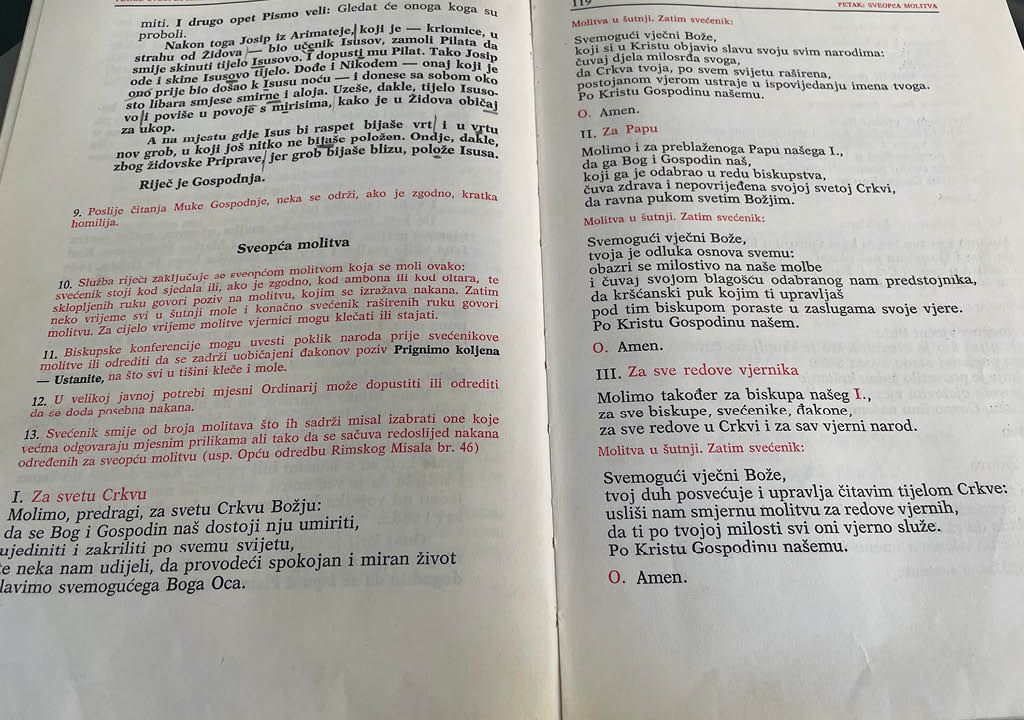 miti. I drugo opet Pismo veli: Gledat će onoga koga su
proboli.
Nakon toga Josip iz Arimateje, koji je — kriomice, u
strahu od Židova — bio učenik Isusov, zamoli Pilata da
smije skinuti tijelo Isusovo. I dopusti mu Pilat. Tako Josip
ode i skine Isusovo tijelo. Dođe i Nikodem — onaj koji je
ono prije bio došao k Isusu noću — i donese sa sobom oko
sto libara smjese smirne i aloja. Uzeše, dakle, tijelo Isuso-
vo i poviše u povoje s mirisima, kako je u Židova običaj
za ukop.
A na mjestu gdje Isus bi raspet bijaše vrt i u vrtu
nov grob, u koji još nitko ne bijaše položen. Ondje, dakle,
zbog židovske Priprave, jer grob bijaše blizu, polože Isusa.
Riječ je Gospodnja.
9. Poslije čitanja Muke Gospodnje, neka se održi, ako je zgodno, kratka
homilija.
Sveopća molitva
10. Služba riječi zaključuje se sveopćom molitvom koja se moli ovako:
svećenik stoji kod sjedala ili, ako je zgodno, kod ambona ili kod oltara, te
sklopljenih ruku govori poziv na molitvu, kojim se izražava nakana. Zatim
neko vrijeme svi u šutnji mole i konačno svećenik raširenih ruku govori
molitvu. Za cijelo vrijeme molitve vjernici mogu klečati ili stajati.
11. Biskupske konferencije mogu uvesti poklik naroda prije svećenikove
molitve ili odrediti da se zadrži uobičajeni đakonov poziv Prignimo koljena
— Ustanite, na što svi u tišini kleče i mole.
12. U velikoj javnoj potrebi mjesni Ordinarij može dopustiti ili odrediti
da se doda posebna nakana.
13. Svećenik smije od broja molitava što ih sadrži misal izabrati one koje
većma odgovaraju mjesnim prilikama ali tako da se sačuva redoslijed nakana
određenih za sveopću molitvu (usp. Opću odredbu Rimskog Misala br. 46)
I. Za svetu Crkvu
Molimo, predragi, za svetu Crkvu Božju:
da se Bog i Gospodin naš dostoji nju umiriti,
ujediniti i zakriliti po svemu svijetu,
te neka nam udijeli, da provodeći spokojan i miran život
lavimo svemogućega Boga Oca.
119
PETAK: SVEOPĆA MOLITVA
Molitva u šutnji. Zatim svećenik:
Svemogući vječni Bože,
koji si u Kristu objavio slavu svoju svim narodima:
čuvaj djela milosrđa svoga,
da Crkva tvoja, po svem svijetu raširena,
postojanom vjerom ustraje u ispovijedanju imena tvoga.
Po Kristu Gospodinu našemu.
O. Amen.
II. Za Papu
Molimo i za preblaženoga Papu našega I.,
da ga Bog i Gospodin naš,
koji ga je odabrao u redu biskupstva,
čuva zdrava i nepovrijeđena svojoj svetoj Crkvi,
da ravna pukom svetim Božjim.
Molitva u šutnji. Zatim svećenik:
Svemogući vječni Bože,
tvoja je odluka osnova svemu:
obazri se milostivo na naše molbe
i čuvaj svojom blagošću odabranog nam predstojnika,
da kršćanski puk kojim ti upravljaš
pod tim biskupom poraste u zaslugama svoje vjere.
Po Kristu Gospodinu našem.
O. Amen.
III. Za sve redove vjernika
Molimo također za biskupa našeg I.,
za sve biskupe, svećenike, đakone,
za sve redove u Crkvi i za sav vjerni narod.
Molitva u šutnji. Zatim svećenik:
Svemogući vječni Bože,
tvoj duh posvećuje i upravlja čitavim tijelom Crkve:
usliši nam smjernu molitvu za redove vjernih,
da ti po tvojoj milosti svi oni vjerno služe.
Po Kristu Gospodinu našemu.
O. Amen.